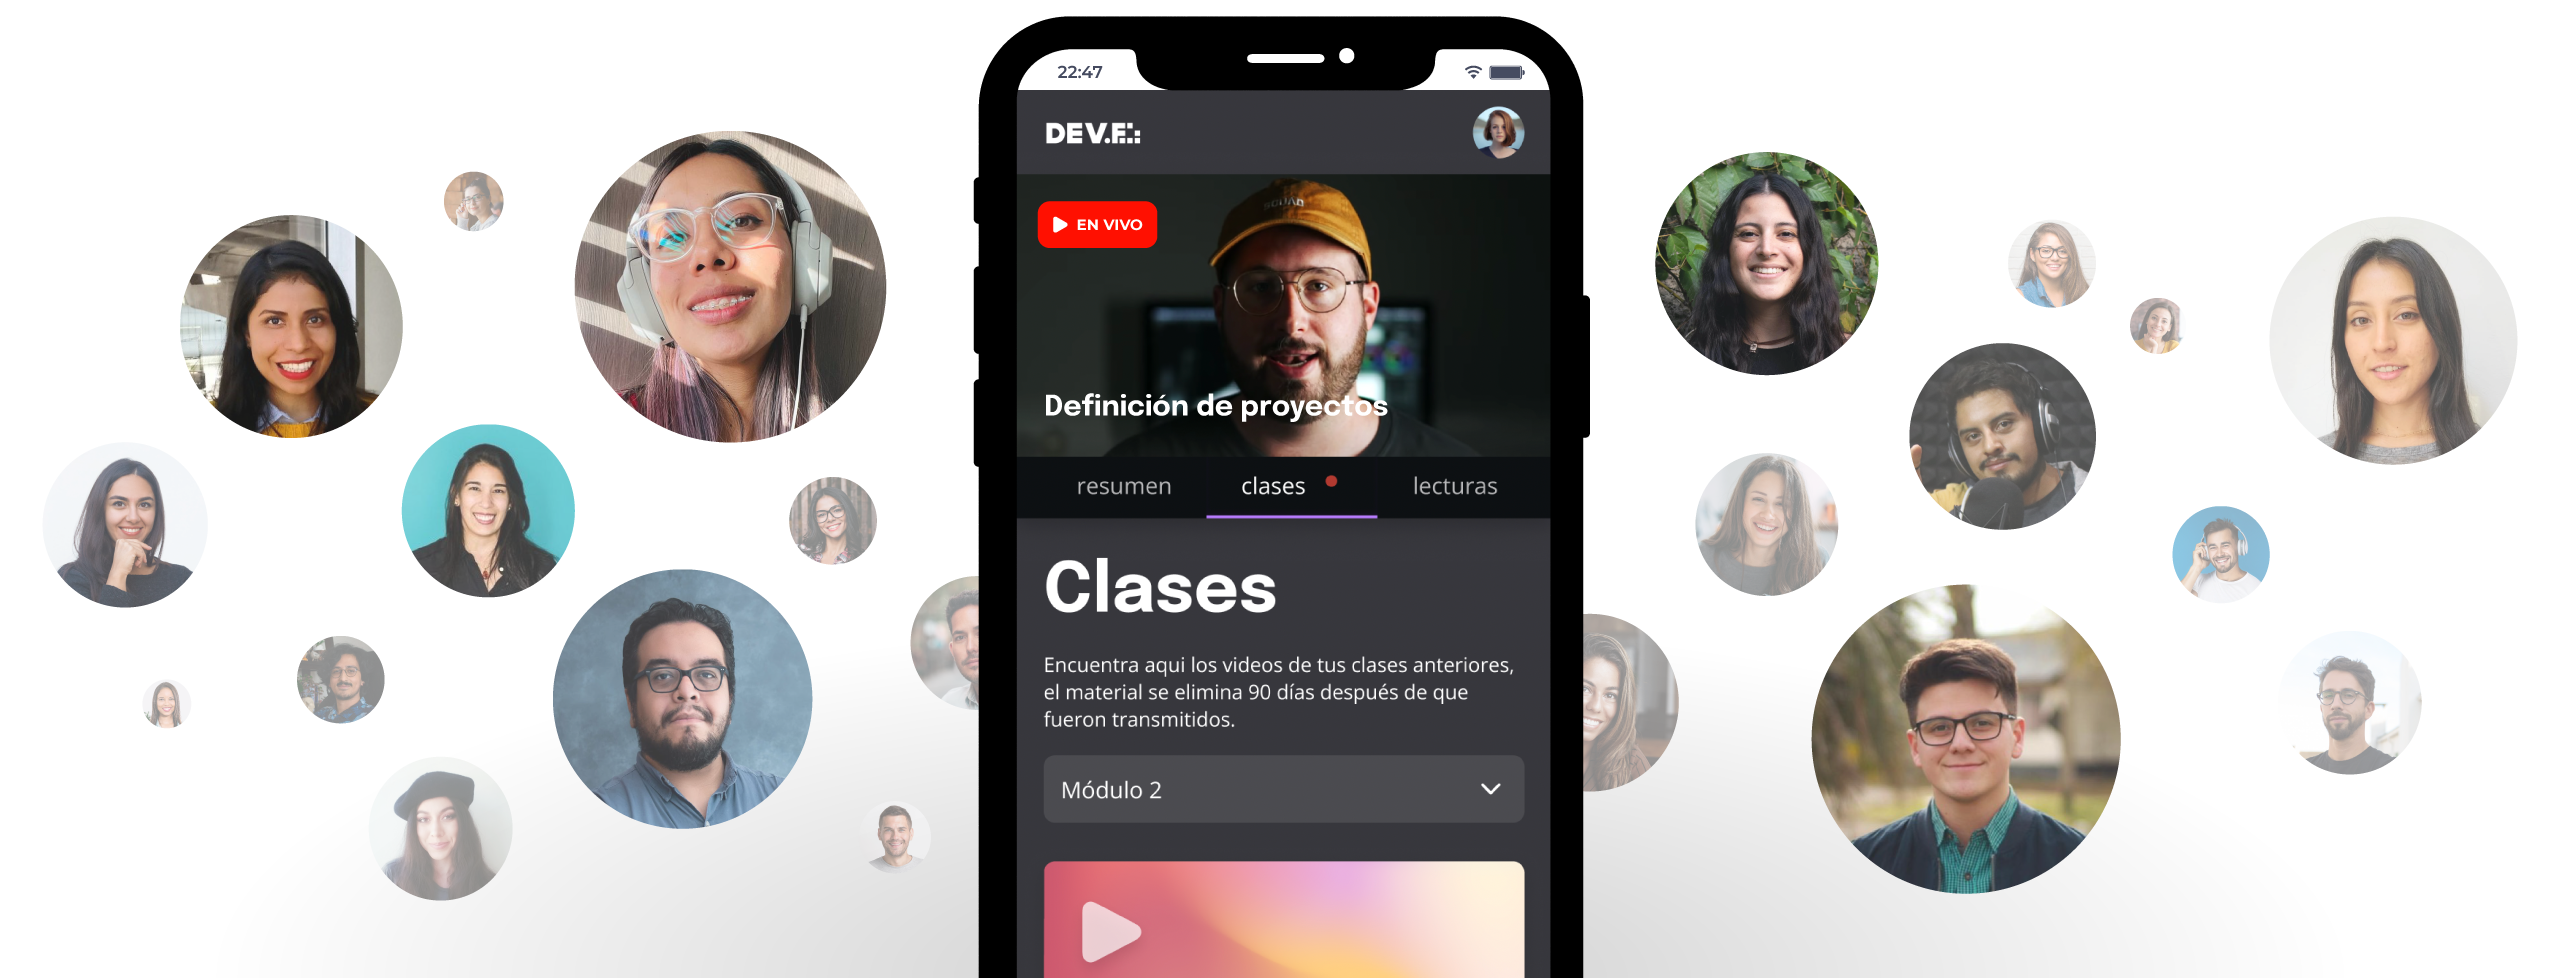 22:47
DEV.F.:
EN VIVO
SQUAD
Definición de proyectos
resumen
clases
lecturas
Clases
Encuentra aqui los videos de tus clases anteriores,
el material se elimina 90 días después de que
fueron transmitidos.
Módulo 2